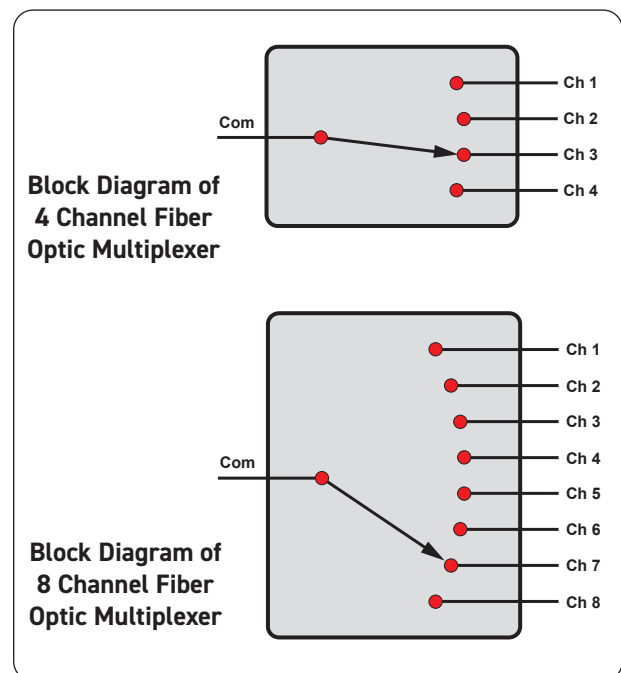 Com
Ch 1
Ch 2
Ch 3
Ch 4
Block Diagram of
4 Channel Fiber
Optic Multiplexer
Com
Ch 1
Ch 2
Ch 3
Ch 4
Ch 5
Ch 6
Ch 7
Ch 8
Block Diagram of
8 Channel Fiber
Optic Multiplexer